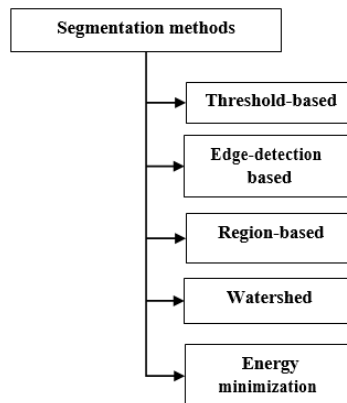 Segmentation methods
Threshold-based
Edge-detection
based
Region-based
Watershed
Energy
minimization